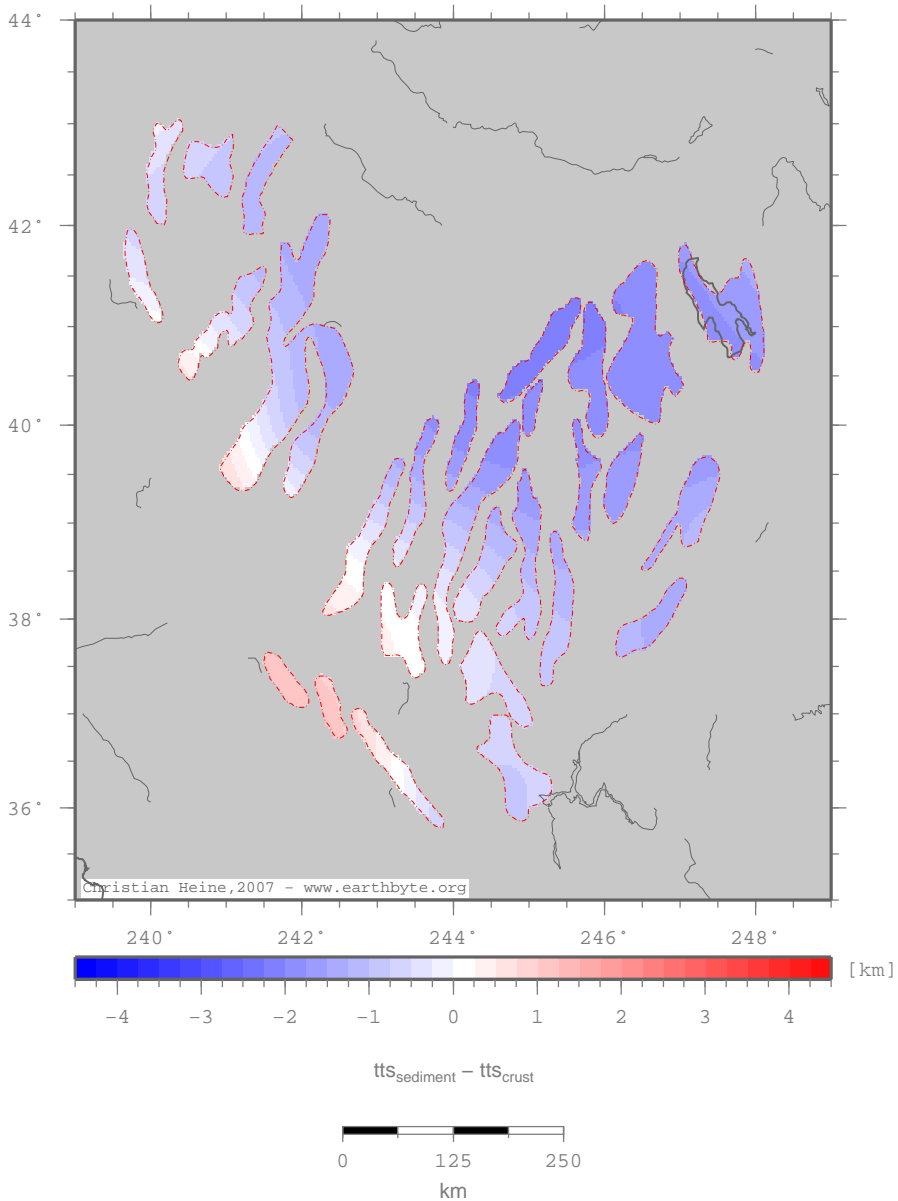 44°
42°
40°
38°
36°
Christian Heine,2007 - www.earthbyte.org
240° 242° 244° 246° 248°
[km]
−4 −3 −2 −1 0 1 2 3 4
tts_sediment − tts_crust
0 125 250
km